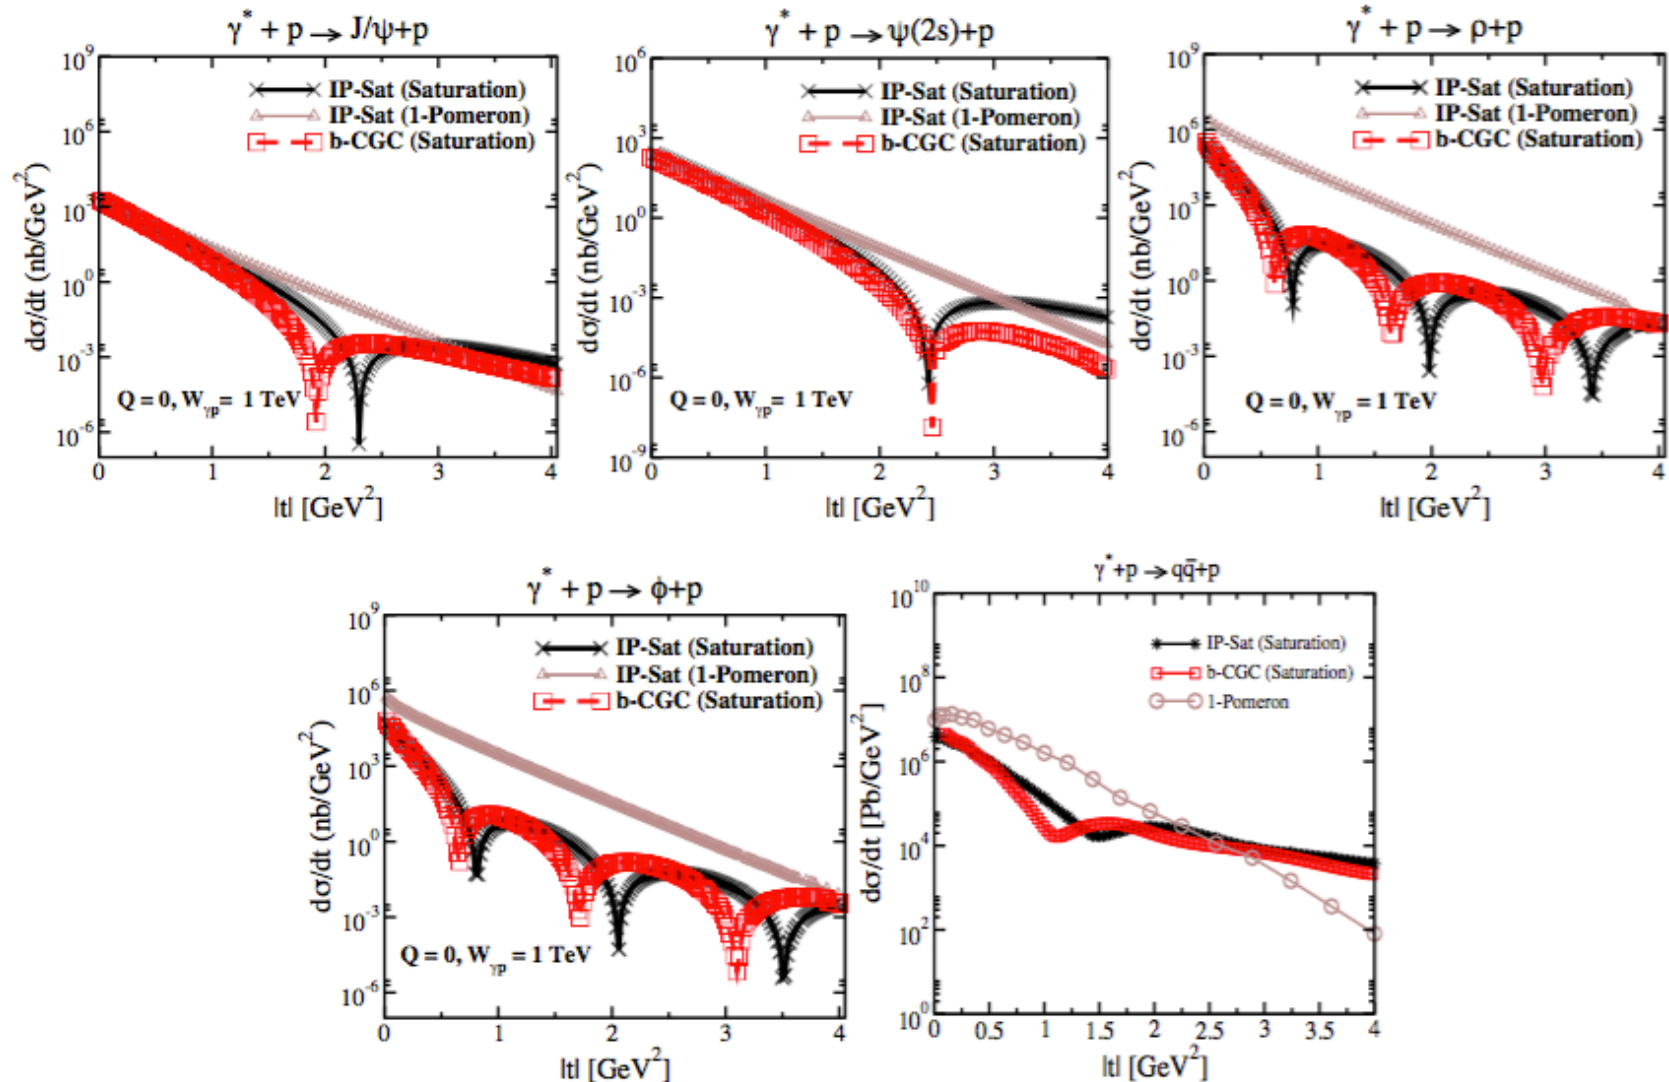 γ* + p → J/ψ+p
10^9
10^6
10^3
10^0
10^-3
10^-6
dσ/dt (nb/GeV^2)
IP-Sat (Saturation)
IP-Sat (1-Pomeron)
b-CGC (Saturation)
Q = 0, W_γp = 1 TeV
0 1 2 3 4
|t| [GeV^2]
γ* + p → ψ(2s)+p
10^6
10^3
10^0
10^-3
10^-6
10^-9
dσ/dt (nb/GeV^2)
IP-Sat (Saturation)
IP-Sat (1-Pomeron)
b-CGC (Saturation)
Q = 0, W_γp = 1 TeV
0 1 2 3 4
|t| [GeV^2]
γ* + p → ρ+p
10^9
10^6
10^3
10^0
10^-3
10^-6
dσ/dt (nb/GeV^2)
IP-Sat (Saturation)
IP-Sat (1-Pomeron)
b-CGC (Saturation)
Q = 0, W_γp = 1 TeV
0 1 2 3 4
|t| [GeV^2]
γ* + p → ϕ+p
10^9
10^6
10^3
10^0
10^-3
10^-6
dσ/dt (nb/GeV^2)
IP-Sat (Saturation)
IP-Sat (1-Pomeron)
b-CGC (Saturation)
Q = 0, W_γp = 1 TeV
0 1 2 3 4
|t| [GeV^2]
γ*+p → qq̄+p
10^10
10^8
10^6
10^4
10^2
10^0
dσ/dt [Pb/GeV^2]
IP-Sat (Saturation)
b-CGC (Saturation)
1-Pomeron
0 0.5 1 1.5 2 2.5 3 3.5 4
|t| [GeV^2]